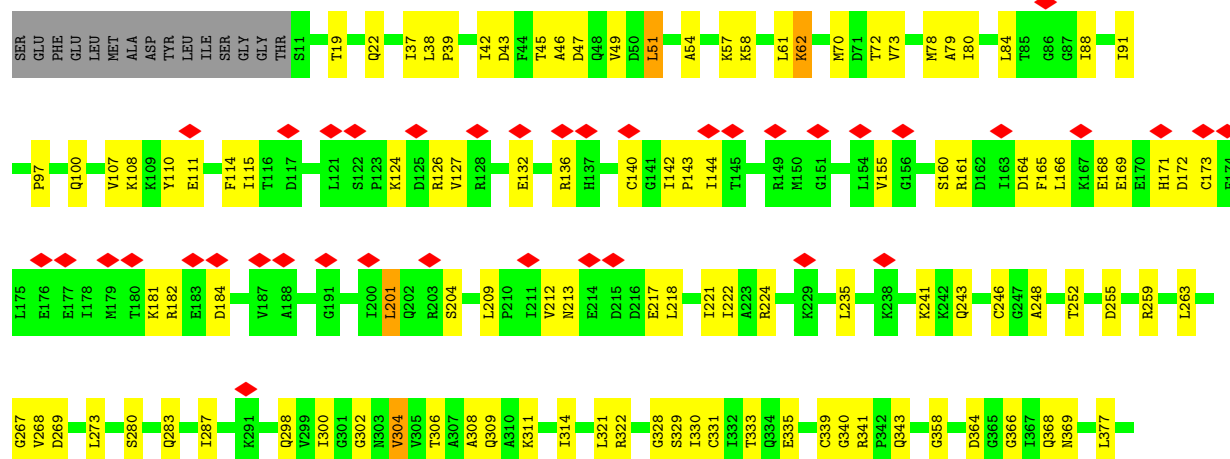 SER GLU PHE GLU LEU MET ALA ASP TYR LEU ILE SER GLY GLY THR S11 T19 Q22 I37 L38 P39 I42 D43 F44 T45 A46 D47 Q48 V49 D50 L51 A54 K57 K58 L61 K62 M70 D71 T72 V73 M78 A79 I80 L84 T85 G86 G87 I88 I91
P97 Q100 V107 K108 K109 Y110 E111 F114 I115 T116 D117 L121 S122 P123 K124 D125 R126 V127 R128 E132 R136 H137 C140 G141 I142 P143 I144 T145 R149 M150 G151 L154 V155 G156 S160 R161 D162 I163 D164 F165 L166 K167 E168 E169 E170 H171 D172 C173
L175 E176 E177 I178 M179 T180 K181 R182 E183 D184 V187 A188 G191 I200 L201 Q202 R203 S204 L209 P210 I211 V212 N213 E214 D215 D216 E217 L218 I221 I222 A223 R224 K229 L235 K238 K241 K242 Q243 C246 G247 A248 T252 D255 R259 L263
G267 V268 D269 L273 S280 Q283 I287 K291 Q298 V299 I300 G301 G302 N303 V304 V305 T306 A307 A308 Q309 A310 K311 I314 L321 R322 G328 S329 I330 C331 I332 T333 Q334 E335 C339 G340 R341 P342 Q343 G358 D364 G365 G366 I367 Q368 N369 L377